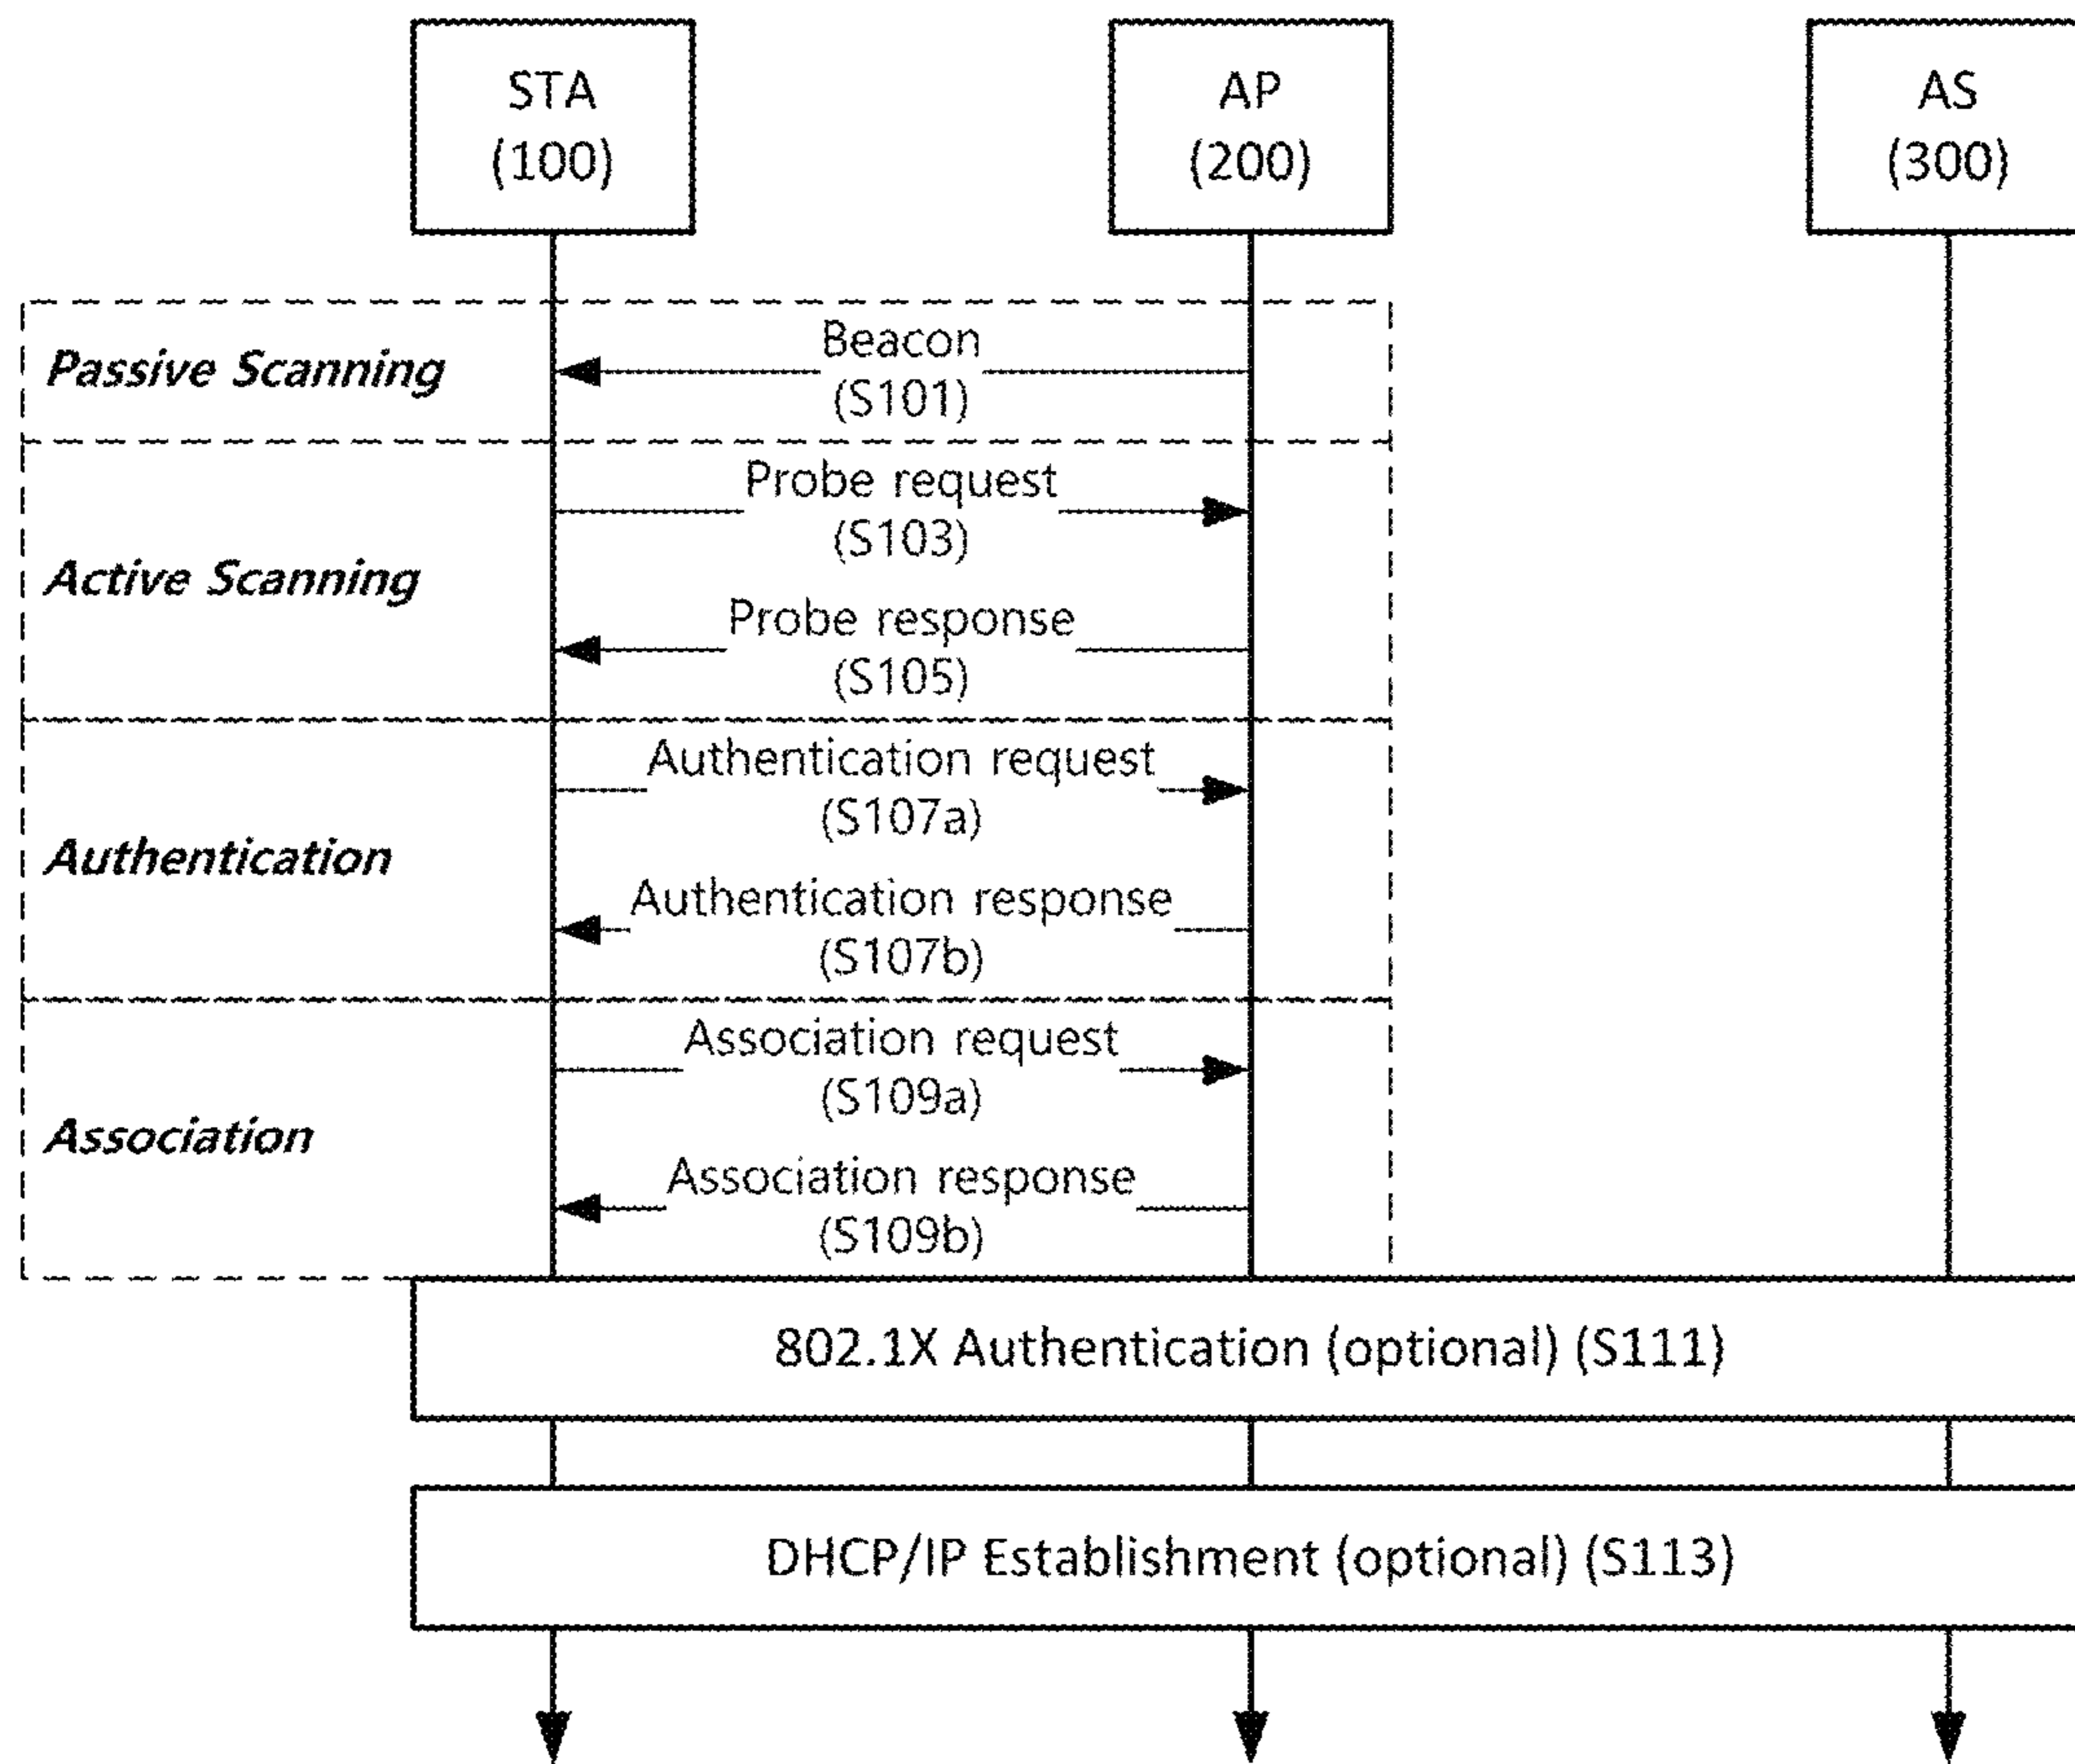 STA
(100)
AP
(200)
AS
(300)
Passive Scanning
Beacon
(S101)
Active Scanning
Probe request
(S103)
Probe response
(S105)
Authentication
Authentication request
(S107a)
Authentication response
(S107b)
Association
Association request
(S109a)
Association response
(S109b)
802.1X Authentication (optional) (S111)
DHCP/IP Establishment (optional) (S113)